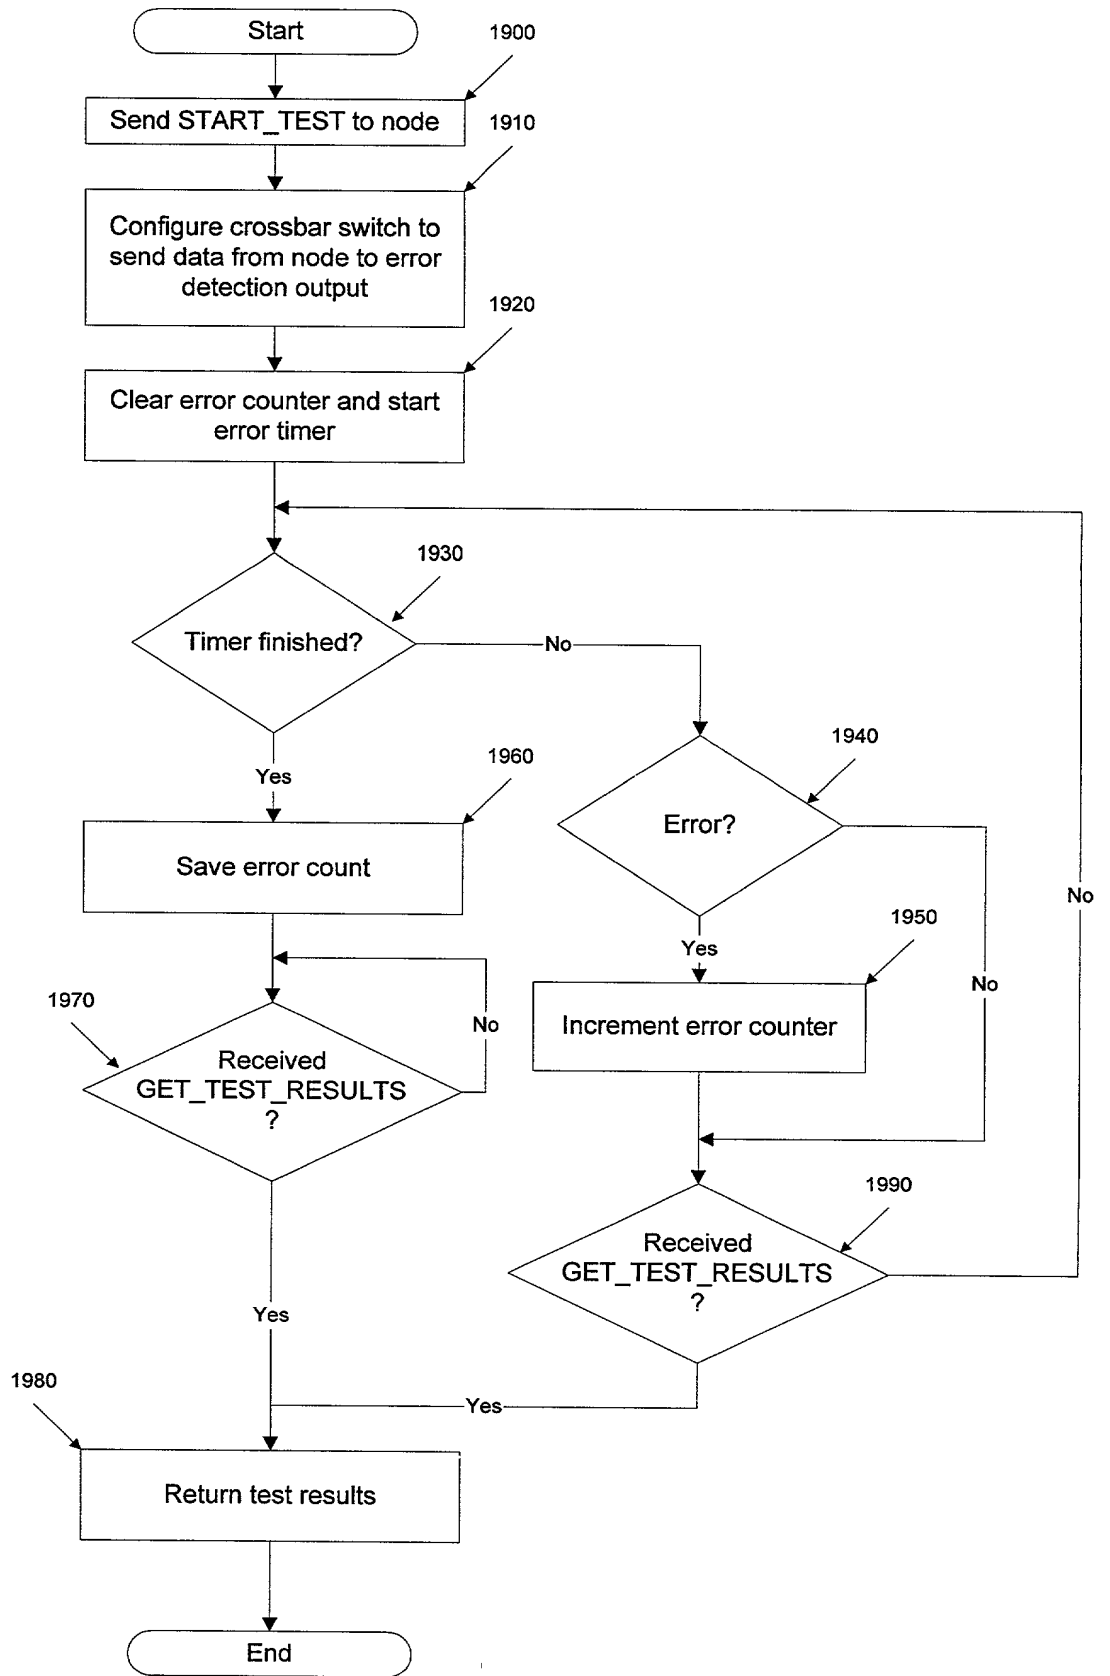 Start
1900
Send START_TEST to node
1910
Configure crossbar switch to
send data from node to error
detection output
1920
Clear error counter and start
error timer
1930
Timer finished?
No
1940
Yes
1960
Error?
Save error count
No
Yes
1950
No
1970
No
Increment error counter
Received
GET_TEST_RESULTS
?
1990
Received
GET_TEST_RESULTS
?
Yes
1980
Yes
Return test results
End